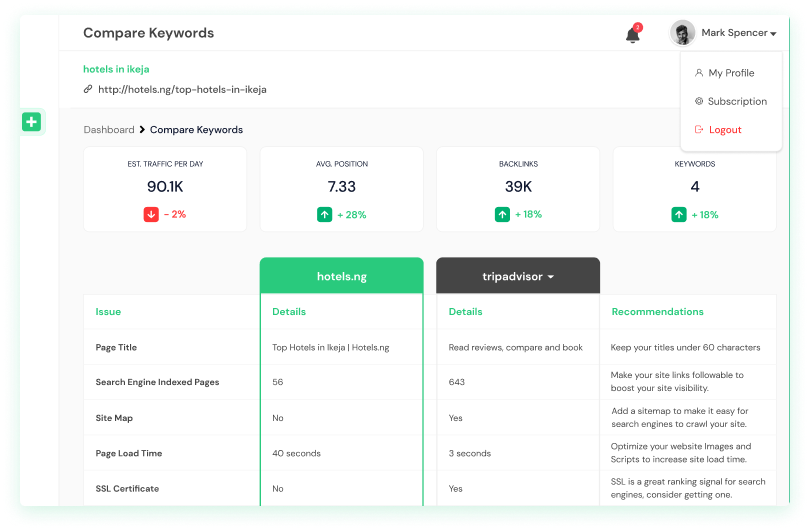 Compare Keywords
2
Mark Spencer
My Profile
Subscription
Logout
hotels in ikeja
http://hotels.ng/top-hotels-in-ikeja
Dashboard > Compare Keywords
EST. TRAFFIC PER DAY
90.1K
- 2%
AVG. POSITION
7.33
+ 28%
BACKLINKS
39K
+ 18%
KEYWORDS
4
+ 18%
hotels.ng
tripadvisor
Issue
Details
Details
Recommendations
Page Title
Top Hotels in Ikeja | Hotels.ng
Read reviews, compare and book
Keep your titles under 60 characters
Search Engine Indexed Pages
56
643
Make your site links followable to
boost your site visibility.
Site Map
No
Yes
Add a sitemap to make it easy for
search engines to crawl your site.
Page Load Time
40 seconds
3 seconds
Optimize your website Images and
Scripts to increase site load time.
SSL Certificate
No
Yes
SSL is a great ranking signal for search
engines, consider getting one.